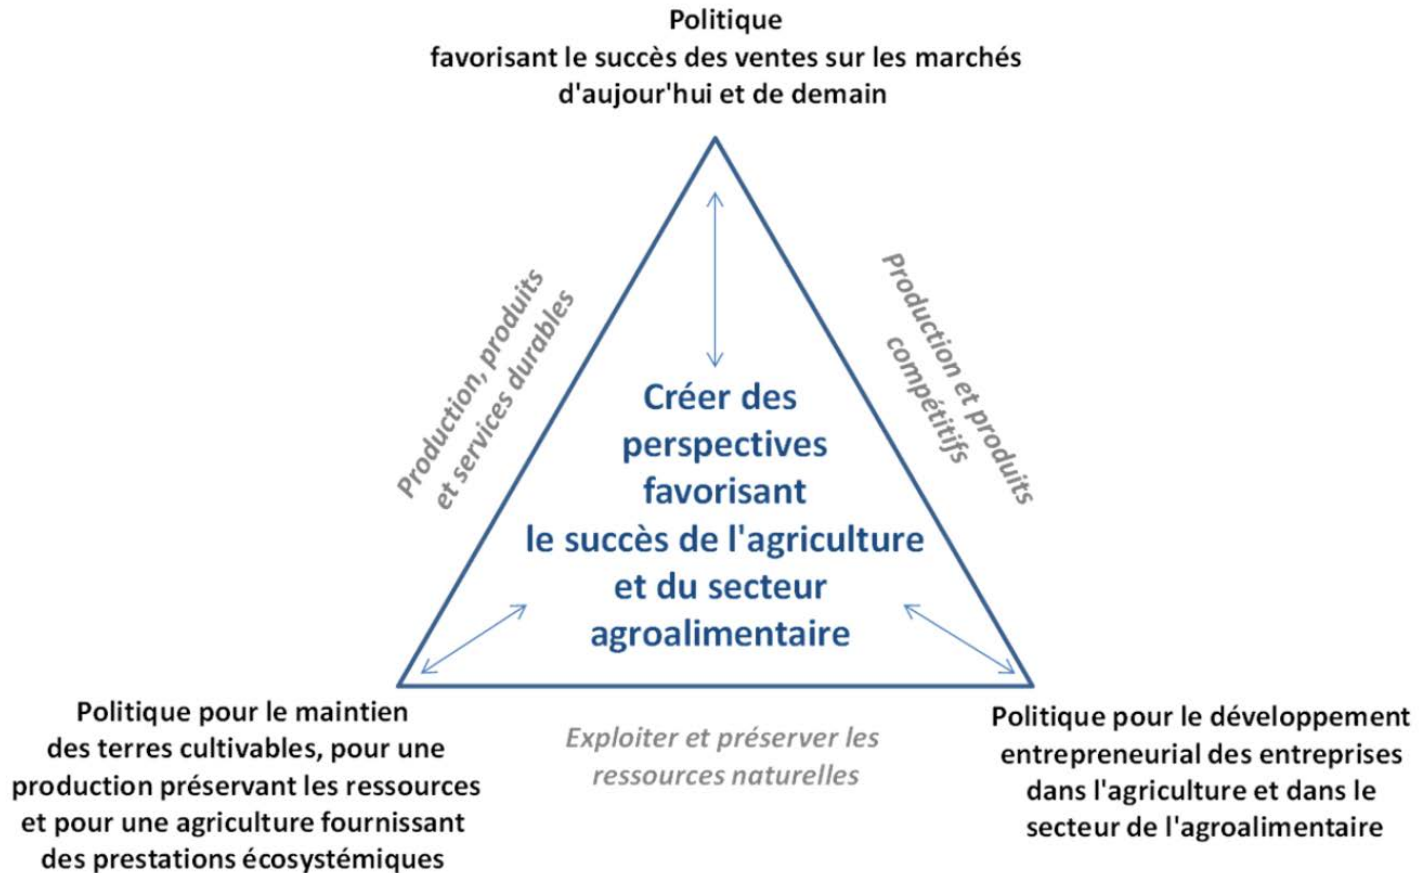 Politique
favorisant le succès des ventes sur les marchés
d'aujourd'hui et de demain
Production, produits
et services durables
Production et produits
compétitifs
Créer des
perspectives
favorisant
le succès de l'agriculture
et du secteur
agroalimentaire
Politique pour le maintien
des terres cultivables, pour une
production préservant les ressources
et pour une agriculture fournissant
des prestations écosystémiques
Exploiter et préserver les
ressources naturelles
Politique pour le développement
entrepreneurial des entreprises
dans l'agriculture et dans le
secteur de l'agroalimentaire